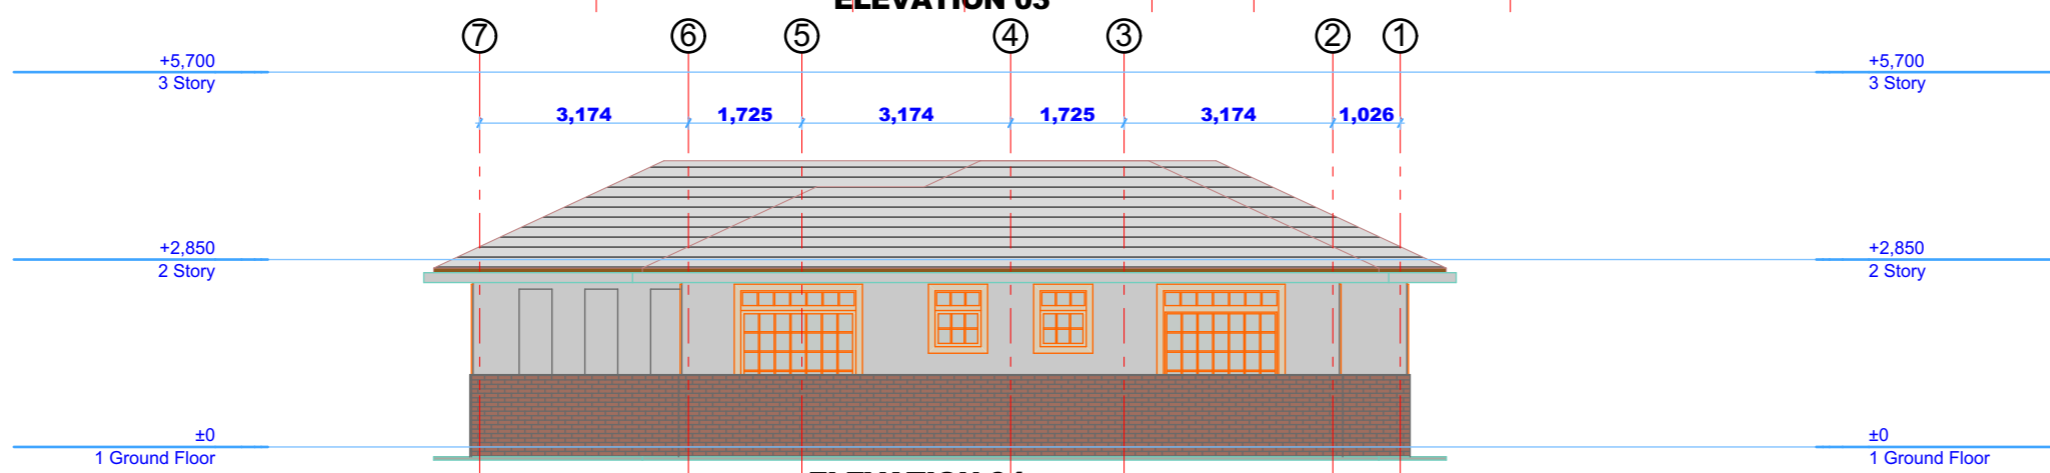 ELEVATION 03
7 6 5 4 3 2 1
+5,700 +5,700
3 Story 3 Story
3,174 1,725 3,174 1,725 3,174 1,026
+2,850 +2,850
2 Story 2 Story
±0 ±0
1 Ground Floor 1 Ground Floor